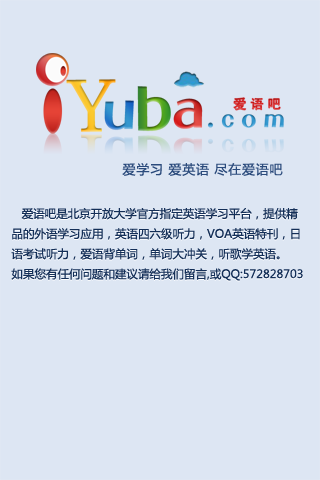 iYuba.com
爱语吧
爱学习 爱英语 尽在爱语吧
爱语吧是北京开放大学官方指定英语学习平台，提供精
品的外语学习应用，英语四六级听力，VOA英语特刊，日
语考试听力，爱语背单词，单词大冲关，听歌学英语。
如果您有任何问题和建议请给我们留言,或QQ:572828703